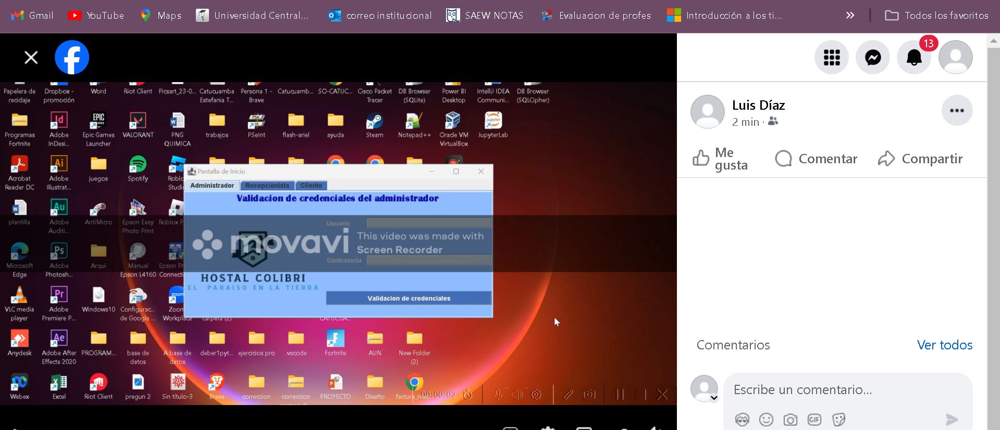 Gmail
YouTube
Maps
Universidad Central...
correo institucional
SAEW NOTAS
Evaluacion de profes
Introducción a los ti...
Todos los favoritos
13
Papelera de reciclaje
Dropbox - promoción
Word
Riot Client
Picsart_23-0...
Catucuamba Estefania T...
Persona 1 - Brave
Catucuamb...
SO-CATUC...
Cisco Packet Tracer
DB Browser (SQLite)
Power BI Desktop
IntelliJ IDEA Communi...
DB Browser (SQLCipher)
Programas Fortnite
Adobe InDesi...
Epic Games Launcher
VALORANT
PNG QUIMICA
trabajos
PSeInt
flash-ariel
ayuda
Steam
Notepad++
Oracle VM VirtualBox
JupyterLab
Acrobat Reader DC
Adobe Illustrat...
juegos
Spotify
Roblo
Studi
Pantalla de Inicio
Administrador
Recepcionista
Cliente
Validacion de credenciales del administrador
Usuario
Contraseña
Validacion de credenciales
HOSTAL COLIBRI
EL PARAISO EN LA TIERRA
movavi
This video was made with
Screen Recorder
plantilla
Adobe Auditi...
AntiMicro
Epson Easy Photo Print
Roblox P
Microsoft Edge
Adobe Photosh...
Arqui
Manual Epson L4160
Epson Pr
Connecti
VLC media player
Adobe Premiere P...
Windows10
Configurac... de Google ...
Zoom Workplace
carpeta (2)
Anydesk
Adobe After Effects 2020
PROGRAM...
base de datos
A base de datos
deber1pyt...
ejercicios pro
.vscode
Fortnite
AUN
New Folder (2)
Webex
Excel
Riot Client
pregun 2
Sin título-3
Brave
correccion
correccion
PROYECTO
Diseño
factura_rese
00:00:02
Luis Díaz
2 min ·
Me gusta
Comentar
Compartir
Comentarios
Ver todos
Escribe un comentario...
GIF